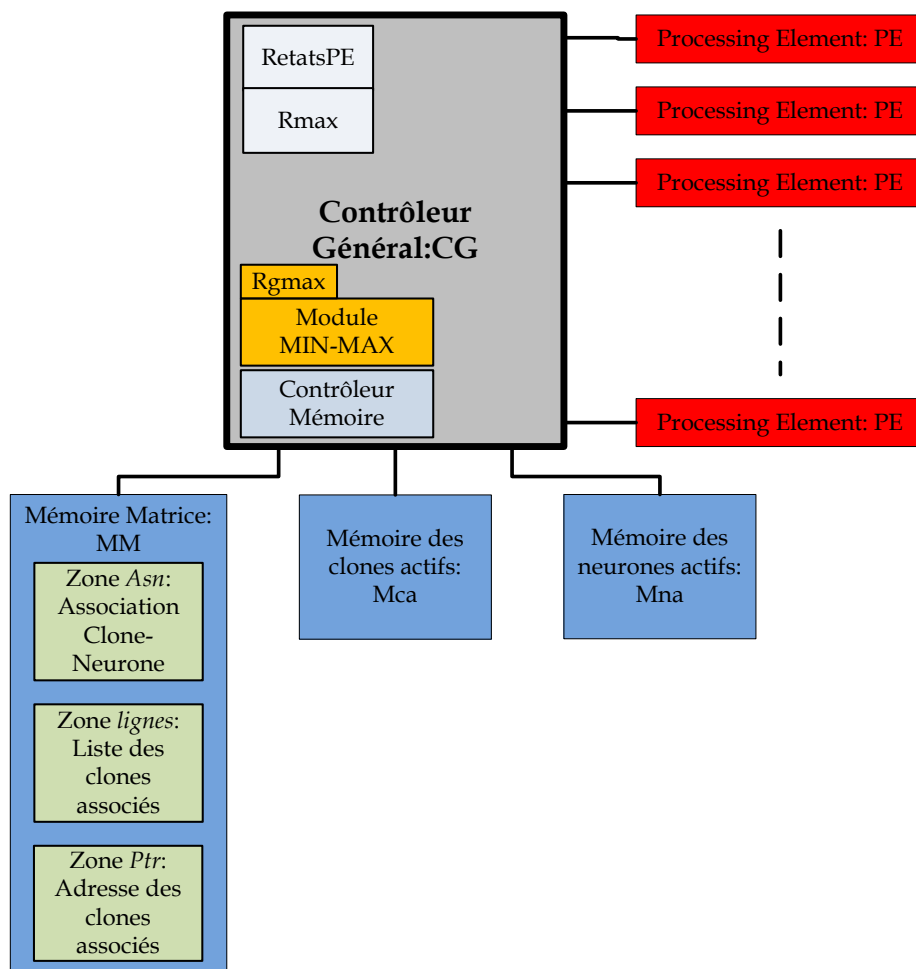 RetatsPE
Rmax
Contrôleur
Général:CG
Rgmax
Module
MIN-MAX
Contrôleur
Mémoire
Processing Element: PE
Processing Element: PE
Processing Element: PE
Processing Element: PE
Mémoire Matrice:
MM
Zone Asn:
Association
Clone-
Neurone
Zone lignes:
Liste des
clones
associés
Zone Ptr:
Adresse des
clones
associés
Mémoire des
clones actifs:
Mca
Mémoire des
neurones actifs:
Mna